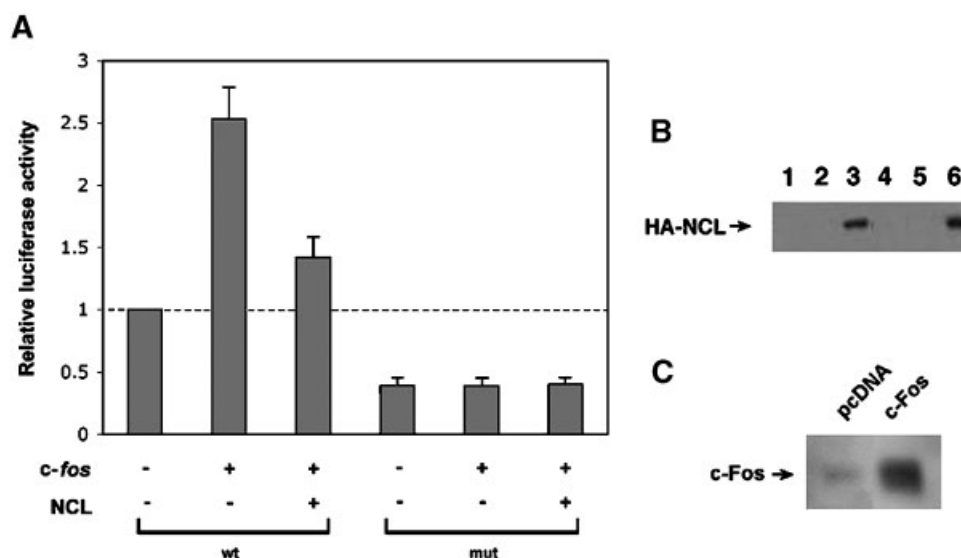 A
Relative luciferase activity
3
2.5
2
1.5
1
0.5
0
c-fos - + + - + +
NCL - - + - - +
wt mut
B
1 2 3 4 5 6
HA-NCL →
C
pcDNA c-Fos
c-Fos →